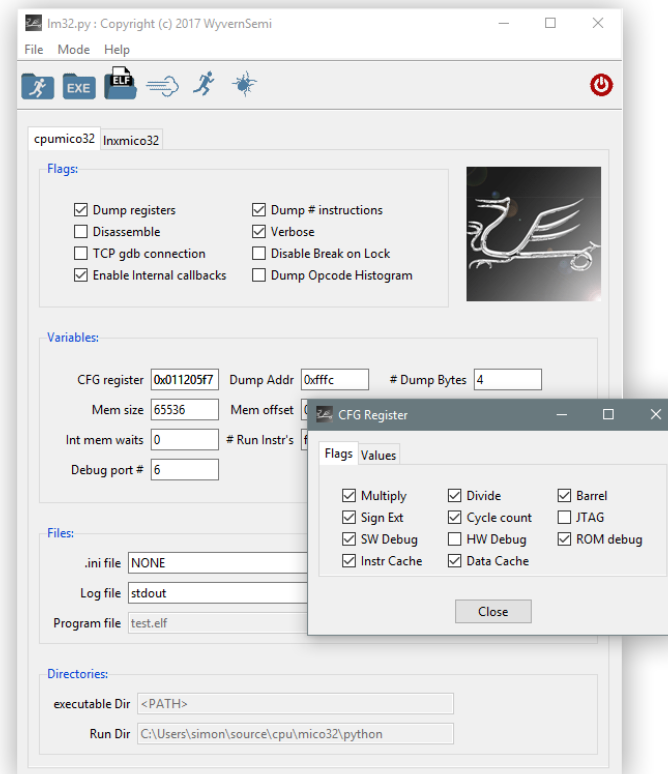 lm32.py : Copyright (c) 2017 WyvernSemi
File Mode Help
EXE ELF
cpumico32 lnxmico32
Flags:
Dump registers Dump # instructions
Disassemble Verbose
TCP gdb connection Disable Break on Lock
Enable Internal callbacks Dump Opcode Histogram
Variables:
CFG register 0x011205f7 Dump Addr 0xfffc # Dump Bytes 4
Mem size 65536 Mem offset
Int mem waits 0 # Run Instr's
Debug port # 6
CFG Register
Flags Values
Multiply Divide Barrel
Sign Ext Cycle count JTAG
SW Debug HW Debug ROM debug
Instr Cache Data Cache
Close
Files:
.ini file NONE
Log file stdout
Program file test.elf
Directories:
executable Dir <PATH>
Run Dir C:\Users\simon\source\cpu\mico32\python